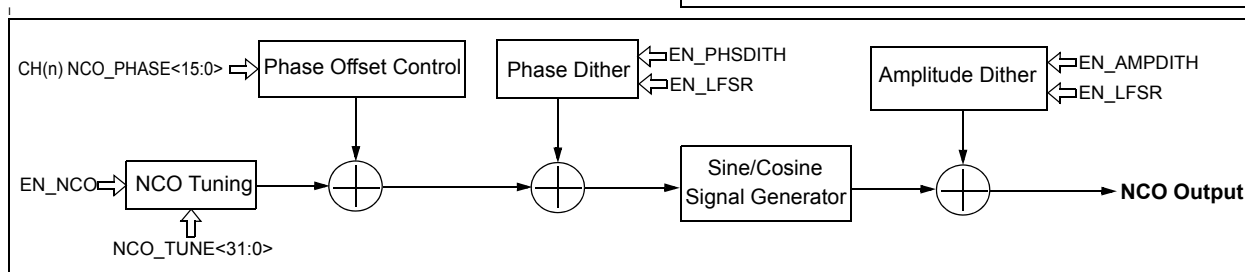 CH(n) NCO_PHASE<15:0>
Phase Offset Control
Phase Dither
EN_PHSDITH
EN_LFSR
Amplitude Dither
EN_AMPDITH
EN_LFSR
EN_NCO
NCO Tuning
NCO_TUNE<31:0>
Sine/Cosine
Signal Generator
NCO Output